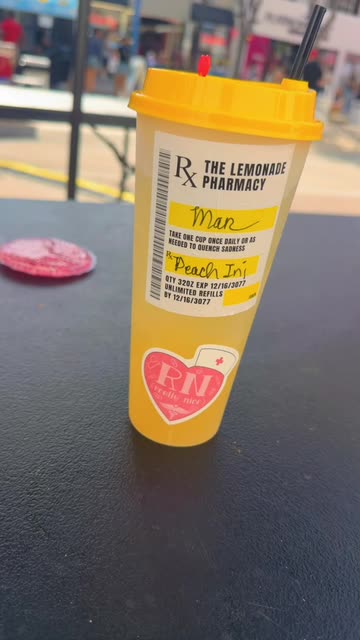 Rx THE LEMONADE
PHARMACY
Man
TAKE ONE CUP ONCE DAILY OR AS
NEEDED TO QUENCH SADNESS
Rx Peach Inj
QTY 32OZ EXP 12/16/3077
UNLIMITED REFILLS
BY 12/16/3077
RN